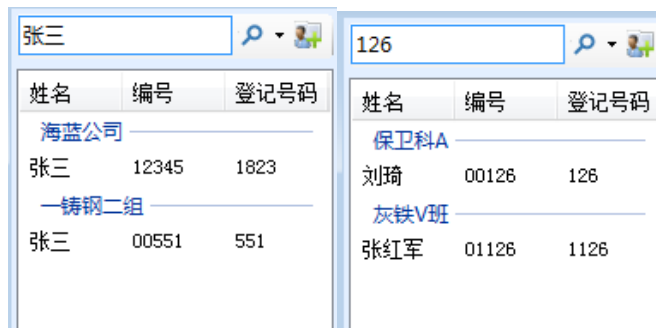 张三
姓名 编号 登记号码
海蓝公司
张三 12345 1823
一铸钢二组
张三 00551 551
126
姓名 编号 登记号码
保卫科A
刘琦 00126 126
灰铁V班
张红军 01126 1126